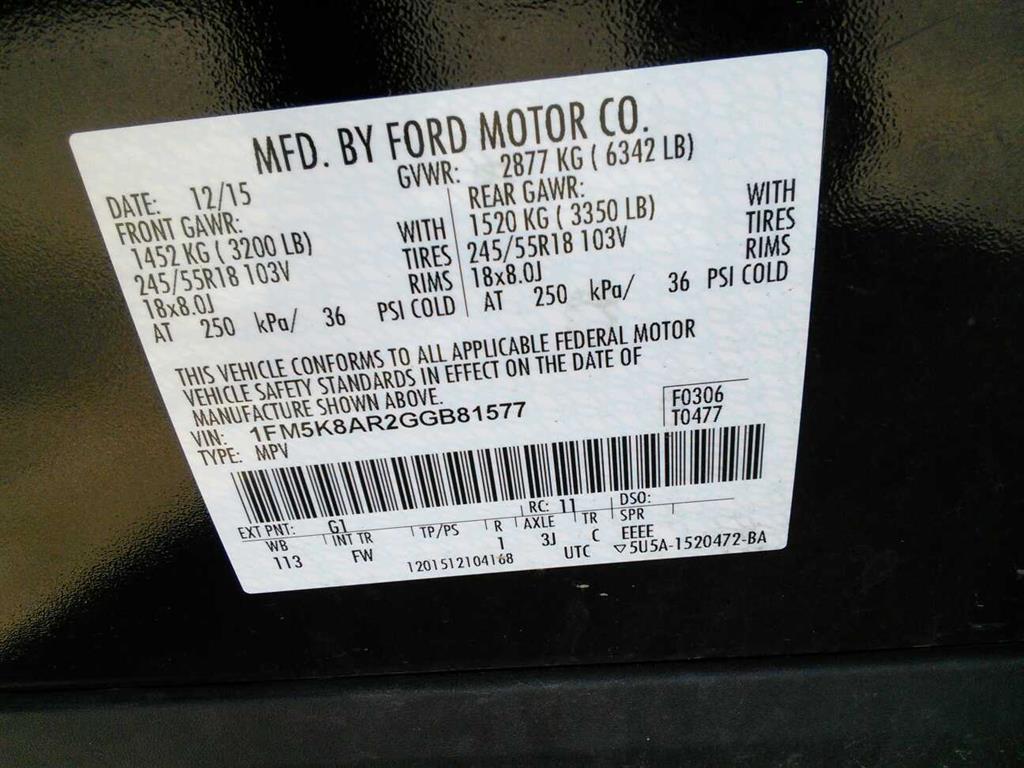 MFD. BY FORD MOTOR CO.
DATE: 12/15 GVWR: 2877 KG ( 6342 LB)
FRONT GAWR: REAR GAWR:
1452 KG ( 3200 LB) WITH 1520 KG ( 3350 LB) WITH
245/55R18 103V TIRES 245/55R18 103V TIRES
18x8.0J RIMS 18x8.0J RIMS
AT 250 kPa/ 36 PSI COLD AT 250 kPa/ 36 PSI COLD
THIS VEHICLE CONFORMS TO ALL APPLICABLE FEDERAL MOTOR
VEHICLE SAFETY STANDARDS IN EFFECT ON THE DATE OF
MANUFACTURE SHOWN ABOVE.
VIN: 1FM5K8AR2GGB81577 F0306
TYPE: MPV T0477
EXT PNT: G1 RC: 11 DSO:
WB INT TR TP/PS R AXLE TR SPR
113 FW 1 3J C EEEE
1201512104168 UTC ▽5U5A-1520472-BA